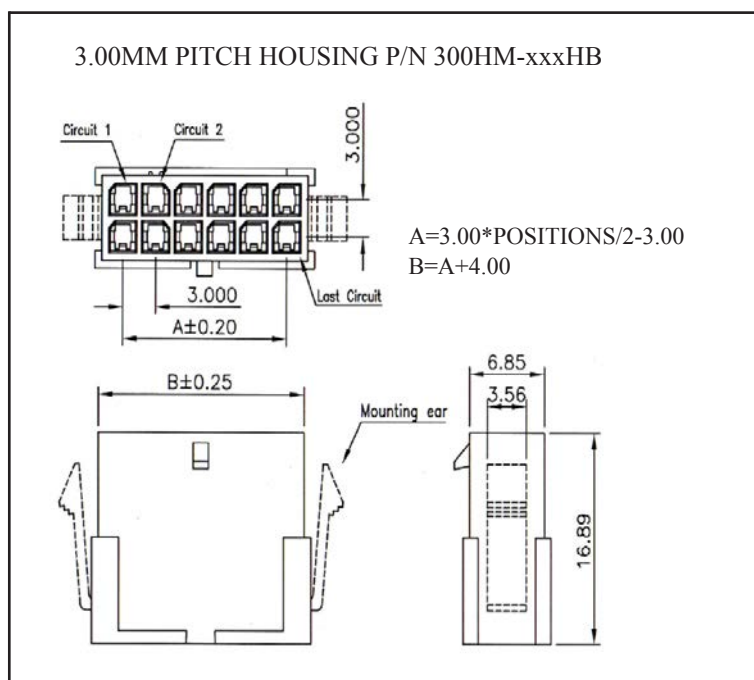 3.00MM PITCH HOUSING P/N 300HM-xxxHB
Circuit 1
Circuit 2
3.000
A=3.00*POSITIONS/2-3.00
B=A+4.00
3.000
Last Circuit
A±0.20
B±0.25
Mounting ear
6.85
3.56
16.89